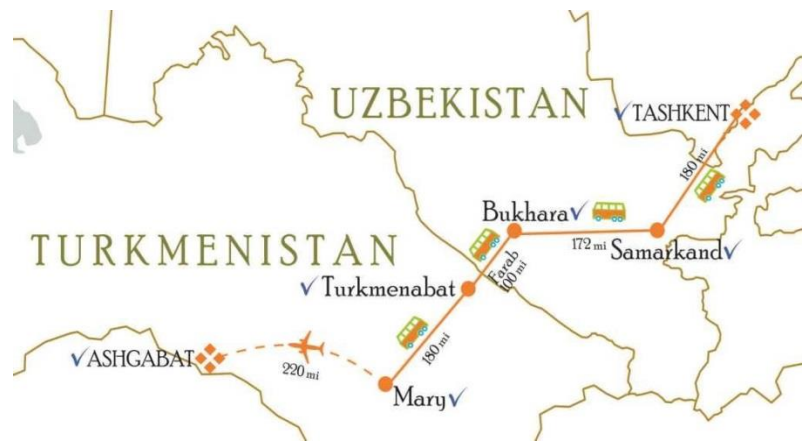 UZBEKISTAN
TASHKENT
180 mi
Bukhara
172 mi
Samarkand
TURKMENISTAN
Farab
100 mi
Turkmenabat
180 mi
ASHGABAT
220 mi
Mary